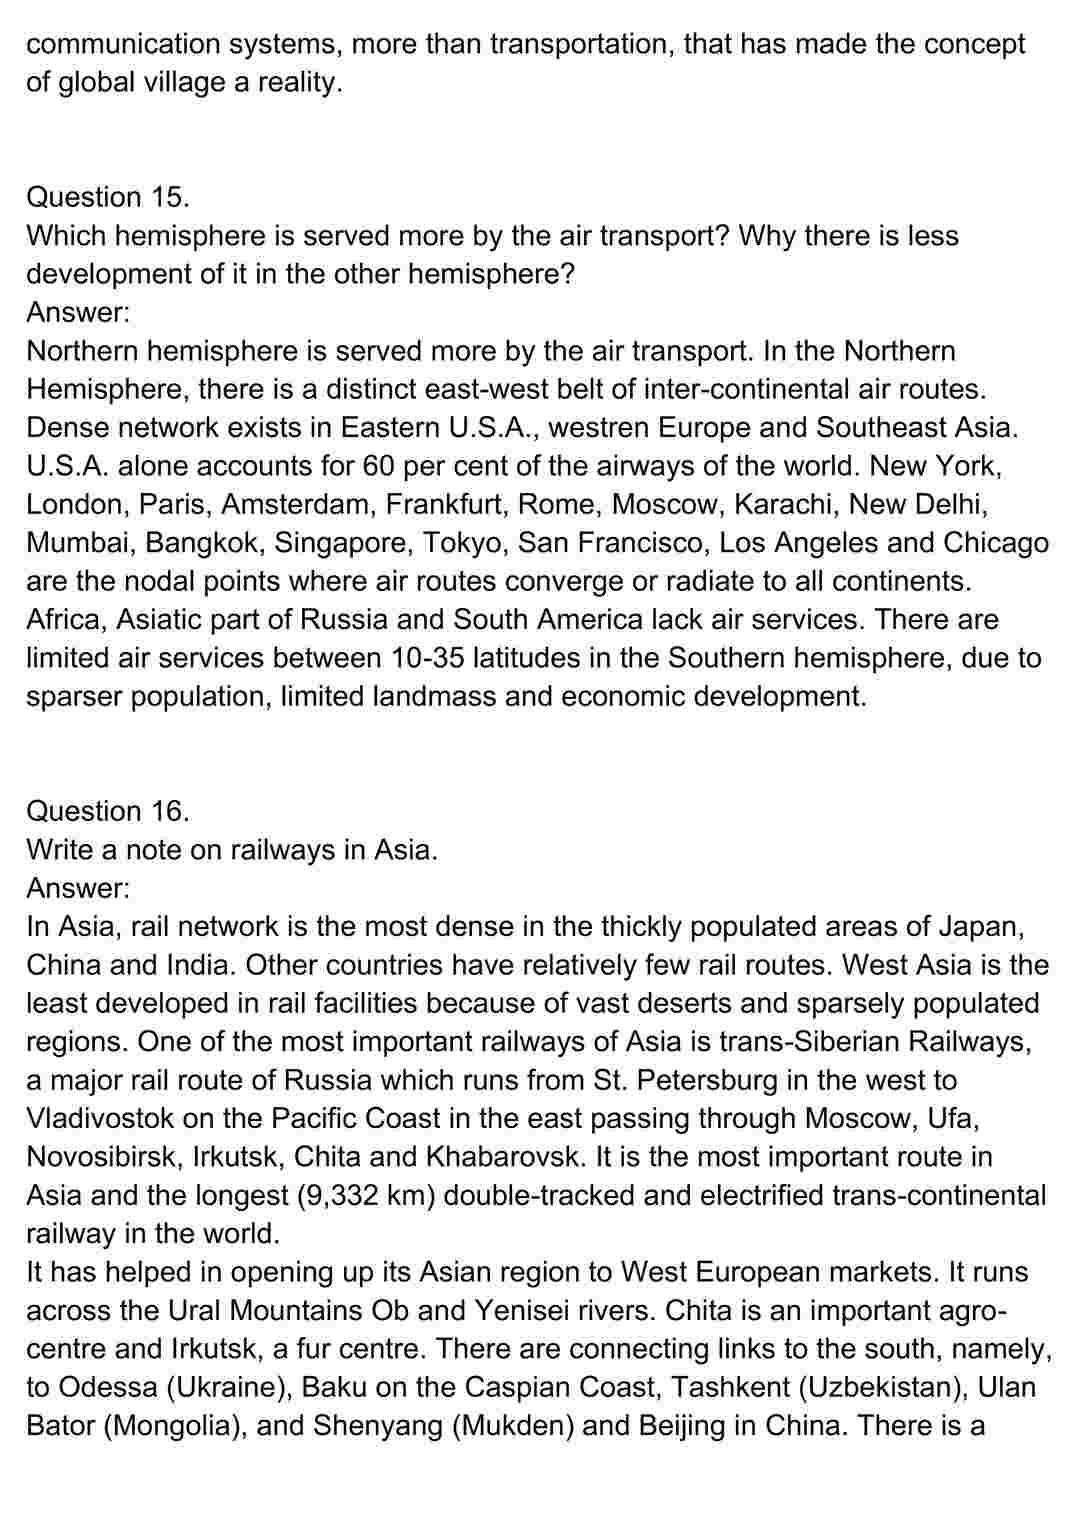 communication systems, more than transportation, that has made the concept
of global village a reality.
Question 15.
Which hemisphere is served more by the air transport? Why there is less
development of it in the other hemisphere?
Answer:
Northern hemisphere is served more by the air transport. In the Northern
Hemisphere, there is a distinct east-west belt of inter-continental air routes.
Dense network exists in Eastern U.S.A., westren Europe and Southeast Asia.
U.S.A. alone accounts for 60 per cent of the airways of the world. New York,
London, Paris, Amsterdam, Frankfurt, Rome, Moscow, Karachi, New Delhi,
Mumbai, Bangkok, Singapore, Tokyo, San Francisco, Los Angeles and Chicago
are the nodal points where air routes converge or radiate to all continents.
Africa, Asiatic part of Russia and South America lack air services. There are
limited air services between 10-35 latitudes in the Southern hemisphere, due to
sparser population, limited landmass and economic development.
Question 16.
Write a note on railways in Asia.
Answer:
In Asia, rail network is the most dense in the thickly populated areas of Japan,
China and India. Other countries have relatively few rail routes. West Asia is the
least developed in rail facilities because of vast deserts and sparsely populated
regions. One of the most important railways of Asia is trans-Siberian Railways,
a major rail route of Russia which runs from St. Petersburg in the west to
Vladivostok on the Pacific Coast in the east passing through Moscow, Ufa,
Novosibirsk, Irkutsk, Chita and Khabarovsk. It is the most important route in
Asia and the longest (9,332 km) double-tracked and electrified trans-continental
railway in the world.
It has helped in opening up its Asian region to West European markets. It runs
across the Ural Mountains Ob and Yenisei rivers. Chita is an important agro-
centre and Irkutsk, a fur centre. There are connecting links to the south, namely,
to Odessa (Ukraine), Baku on the Caspian Coast, Tashkent (Uzbekistan), Ulan
Bator (Mongolia), and Shenyang (Mukden) and Beijing in China. There is a